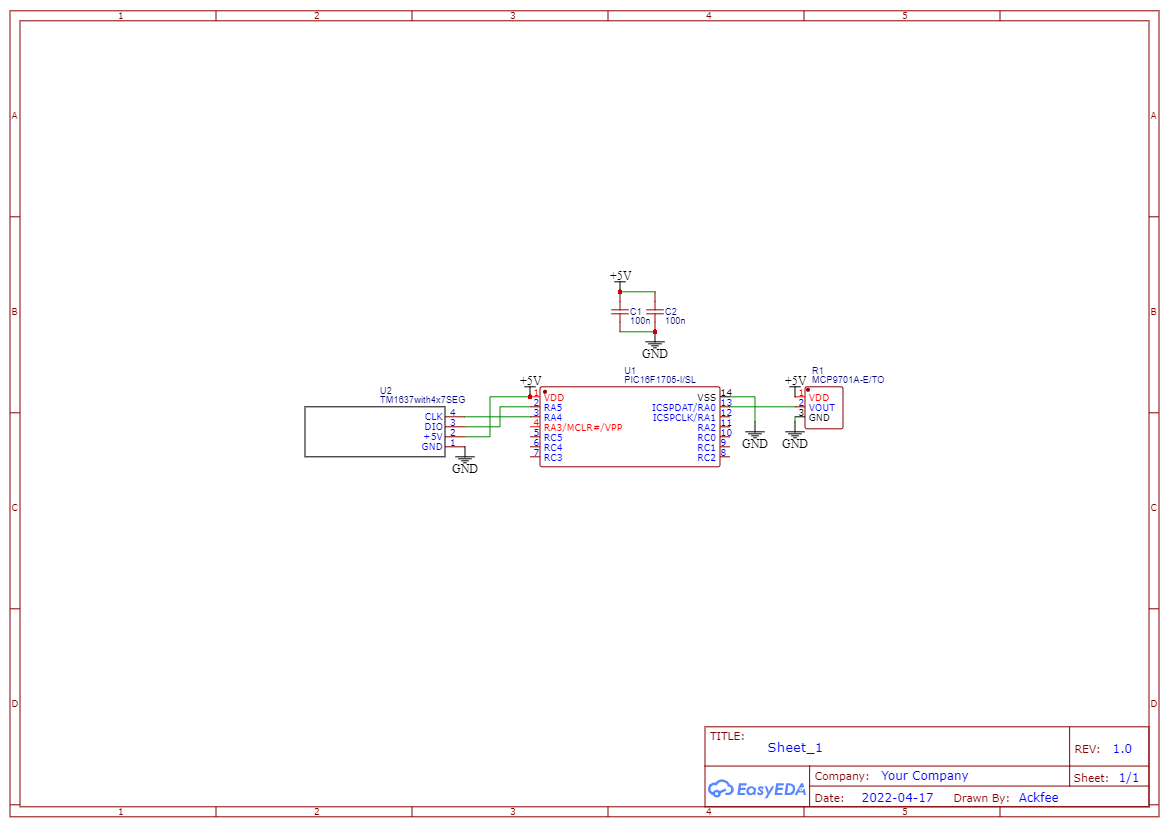 1 2 3 4 5
A A
B B
C C
D D
+5V
C1 C2
100n 100n
GND
U2
TM1637with4x7SEG
CLK 4
DIO 3
+5V 2
GND 1
GND
+5V
U1
PIC16F1705-I/SL
1 VDD VSS 14
2 RA5 ICSPDAT/RA0 13
3 RA4 ICSPCLK/RA1 12
4 RA3/MCLR#/VPP RA2 11
5 RC5 RC0 10
6 RC4 RC1 9
7 RC3 RC2 8
GND
+5V
R1
MCP9701A-E/TO
1 VDD
2 VOUT
3 GND
GND
TITLE:
Sheet_1
REV: 1.0
EasyEDA
Company: Your Company
Sheet: 1/1
Date: 2022-04-17 Drawn By: Ackfee
1 2 3 4 5